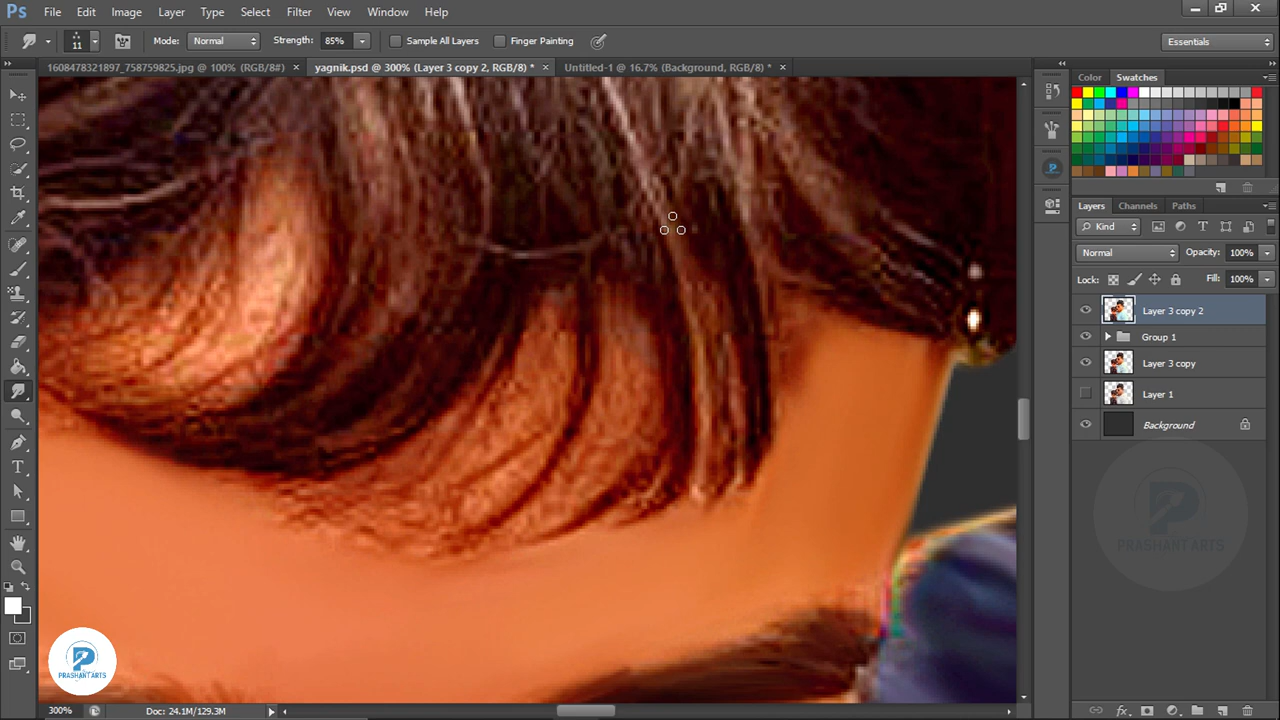 Ps File Edit Image Layer Type Select Filter View Window Help
11 Mode: Normal Strength: 85% Sample All Layers Finger Painting Essentials
1608478321897_758759825.jpg @ 100% (RGB/8#) × yagnik.psd @ 300% (Layer 3 copy 2, RGB/8) * × Untitled-1 @ 16.7% (Background, RGB/8) * ×
Color Swatches
Layers Channels Paths
Kind
Normal Opacity: 100%
Lock: Fill: 100%
Layer 3 copy 2
Group 1
Layer 3 copy
Layer 1
Background
PRASHANT ARTS
PRASHANT ARTS
300% Doc: 24.1M/129.3M